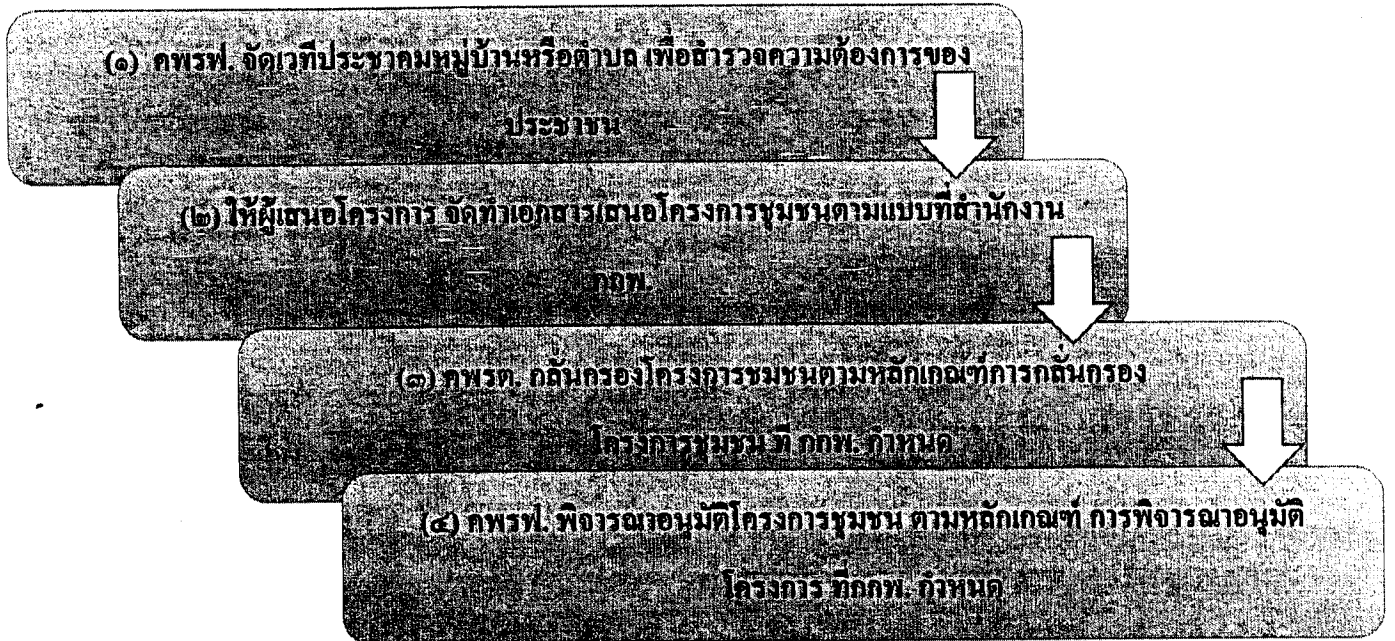 (๑) คพรฟ. จัดเวทีประชาคมหมู่บ้านหรือตำบล เพื่อสำรวจความต้องการของ
ประชาชน
(๒) ให้ผู้เสนอโครงการ จัดทำเอกสารเสนอโครงการชุมชนตามแบบที่สำนักงาน
กกพ.
(๓) คพรต. กลั่นกรองโครงการชุมชนตามหลักเกณฑ์การกลั่นกรอง
โครงการชุมชน ที่ กกพ. กำหนด
(๔) คพรฟ. พิจารณาอนุมัติโครงการชุมชน ตามหลักเกณฑ์ การพิจารณาอนุมัติ
โครงการ ที่กกพ. กำหนด